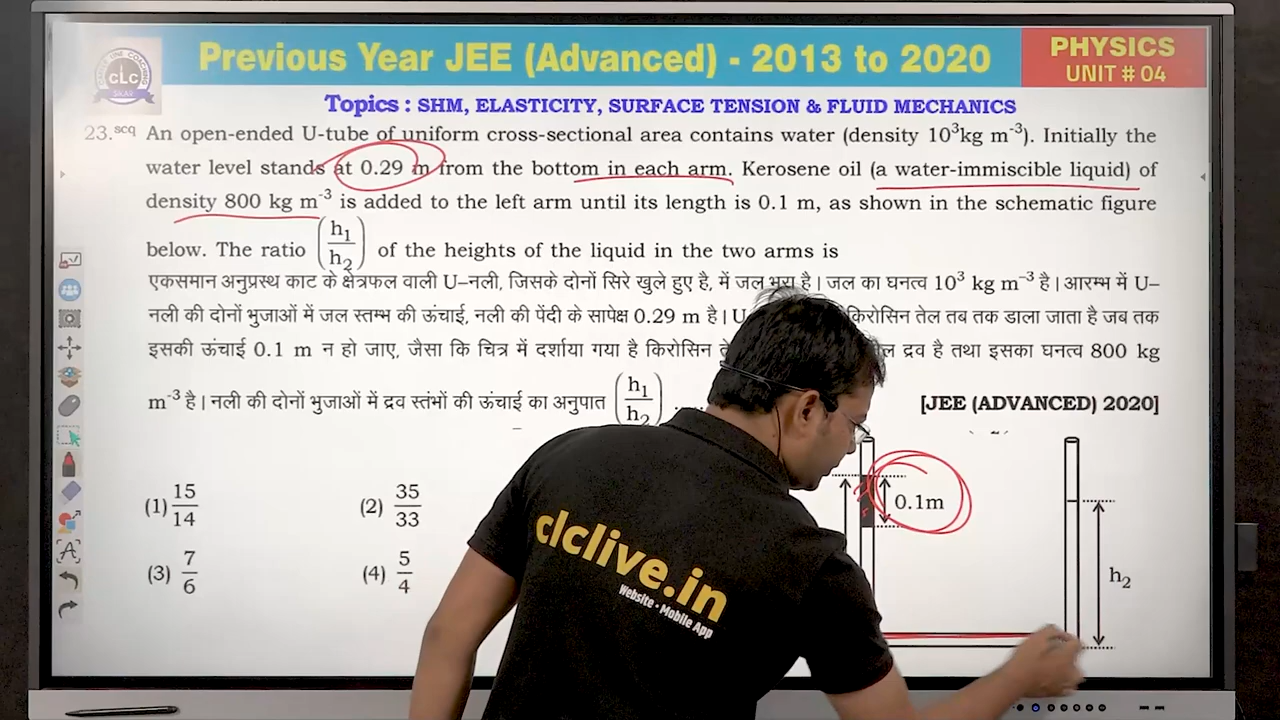 CLC
SIKAR
Previous Year JEE (Advanced) - 2013 to 2020
PHYSICS
UNIT # 04
Topics : SHM, ELASTICITY, SURFACE TENSION & FLUID MECHANICS
23.scq An open-ended U-tube of uniform cross-sectional area contains water (density 10³kg m⁻³). Initially the
water level stands at 0.29 m from the bottom in each arm. Kerosene oil (a water-immiscible liquid) of
density 800 kg m⁻³ is added to the left arm until its length is 0.1 m, as shown in the schematic figure
below. The ratio (h₁/h₂) of the heights of the liquid in the two arms is
एकसमान अनुप्रस्थ काट के क्षेत्रफल वाली U–नली, जिसके दोनों सिरे खुले हुए है, में जल भरा है। जल का घनत्व 10³ kg m⁻³ है। आरम्भ में U–
नली की दोनों भुजाओं में जल स्तम्भ की ऊंचाई, नली की पेंदी के सापेक्ष 0.29 m है। U किरोसिन तेल तब तक डाला जाता है जब तक
इसकी ऊंचाई 0.1 m न हो जाए, जैसा कि चित्र में दर्शाया गया है किरोसिन द्रव है तथा इसका घनत्व 800 kg
m⁻³ है। नली की दोनों भुजाओं में द्रव स्तंभों की ऊंचाई का अनुपात (h₁/h₂)
[JEE (ADVANCED) 2020]
(1) 15/14
(2) 35/33
(3) 7/6
(4) 5/4
0.1m
h₂
clclive.in
Website • Mobile App